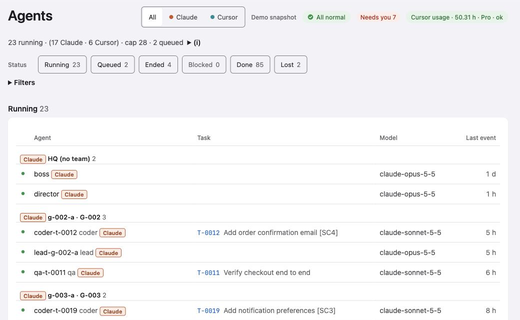 Agents
All Claude Cursor Demo snapshot All normal Needs you 7 Cursor usage · 50.31 h · Pro · ok
23 running · (17 Claude · 6 Cursor) · cap 28 · 2 queued ▶ (i)
Status Running 23 Queued 2 Ended 4 Blocked 0 Done 85 Lost 2
▶ Filters
Running 23
Agent Task Model Last event
Claude HQ (no team) 2
boss Claude claude-opus-5-5 1 d
director Claude claude-opus-5-5 1 h
Claude g-002-a · G-002 3
coder-t-0012 coder Claude T-0012 Add order confirmation email [SC4] claude-sonnet-5-5 5 h
lead-g-002-a lead Claude claude-opus-5-5 5 h
qa-t-0011 qa Claude T-0011 Verify checkout end to end claude-sonnet-5-5 6 h
Claude g-003-a · G-003 2
coder-t-0019 coder Claude T-0019 Add notification preferences [SC3] claude-sonnet-5-5 8 h